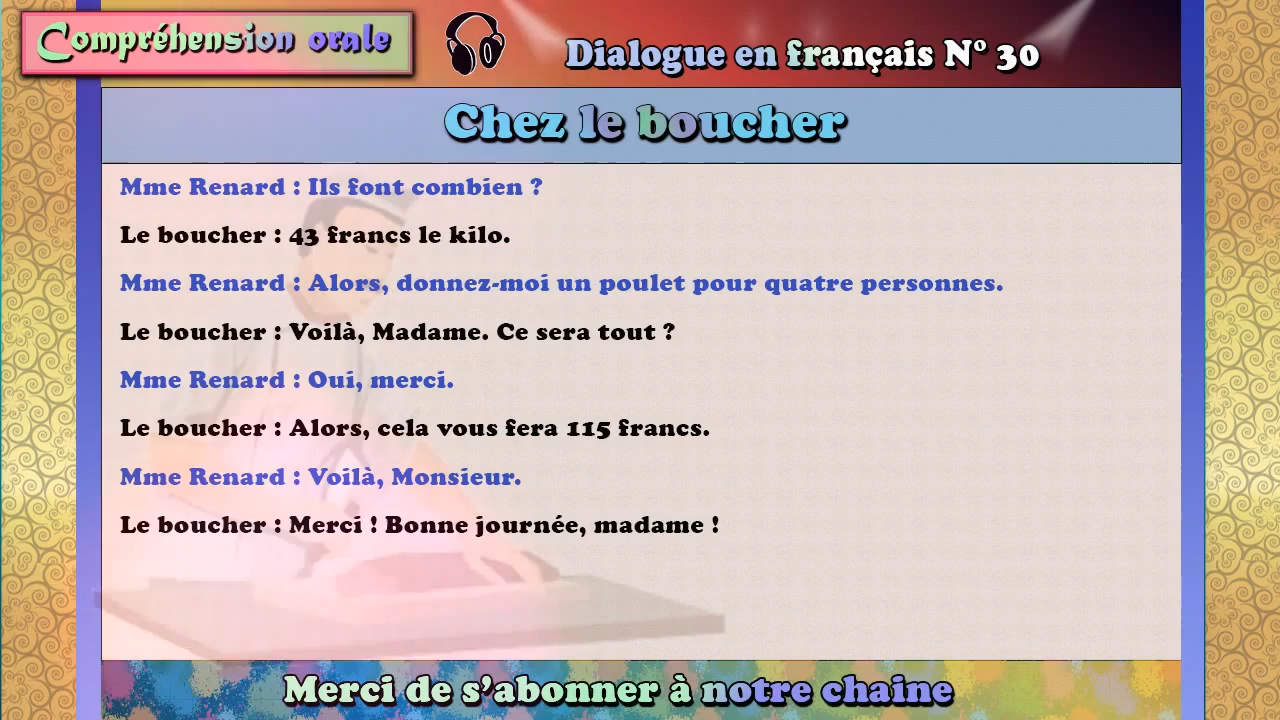 Compréhension orale
Dialogue en français N° 30
Chez le boucher
Mme Renard : Ils font combien ?
Le boucher : 43 francs le kilo.
Mme Renard : Alors, donnez-moi un poulet pour quatre personnes.
Le boucher : Voilà, Madame. Ce sera tout ?
Mme Renard : Oui, merci.
Le boucher : Alors, cela vous fera 115 francs.
Mme Renard : Voilà, Monsieur.
Le boucher : Merci ! Bonne journée, madame !
Merci de s’abonner à notre chaine